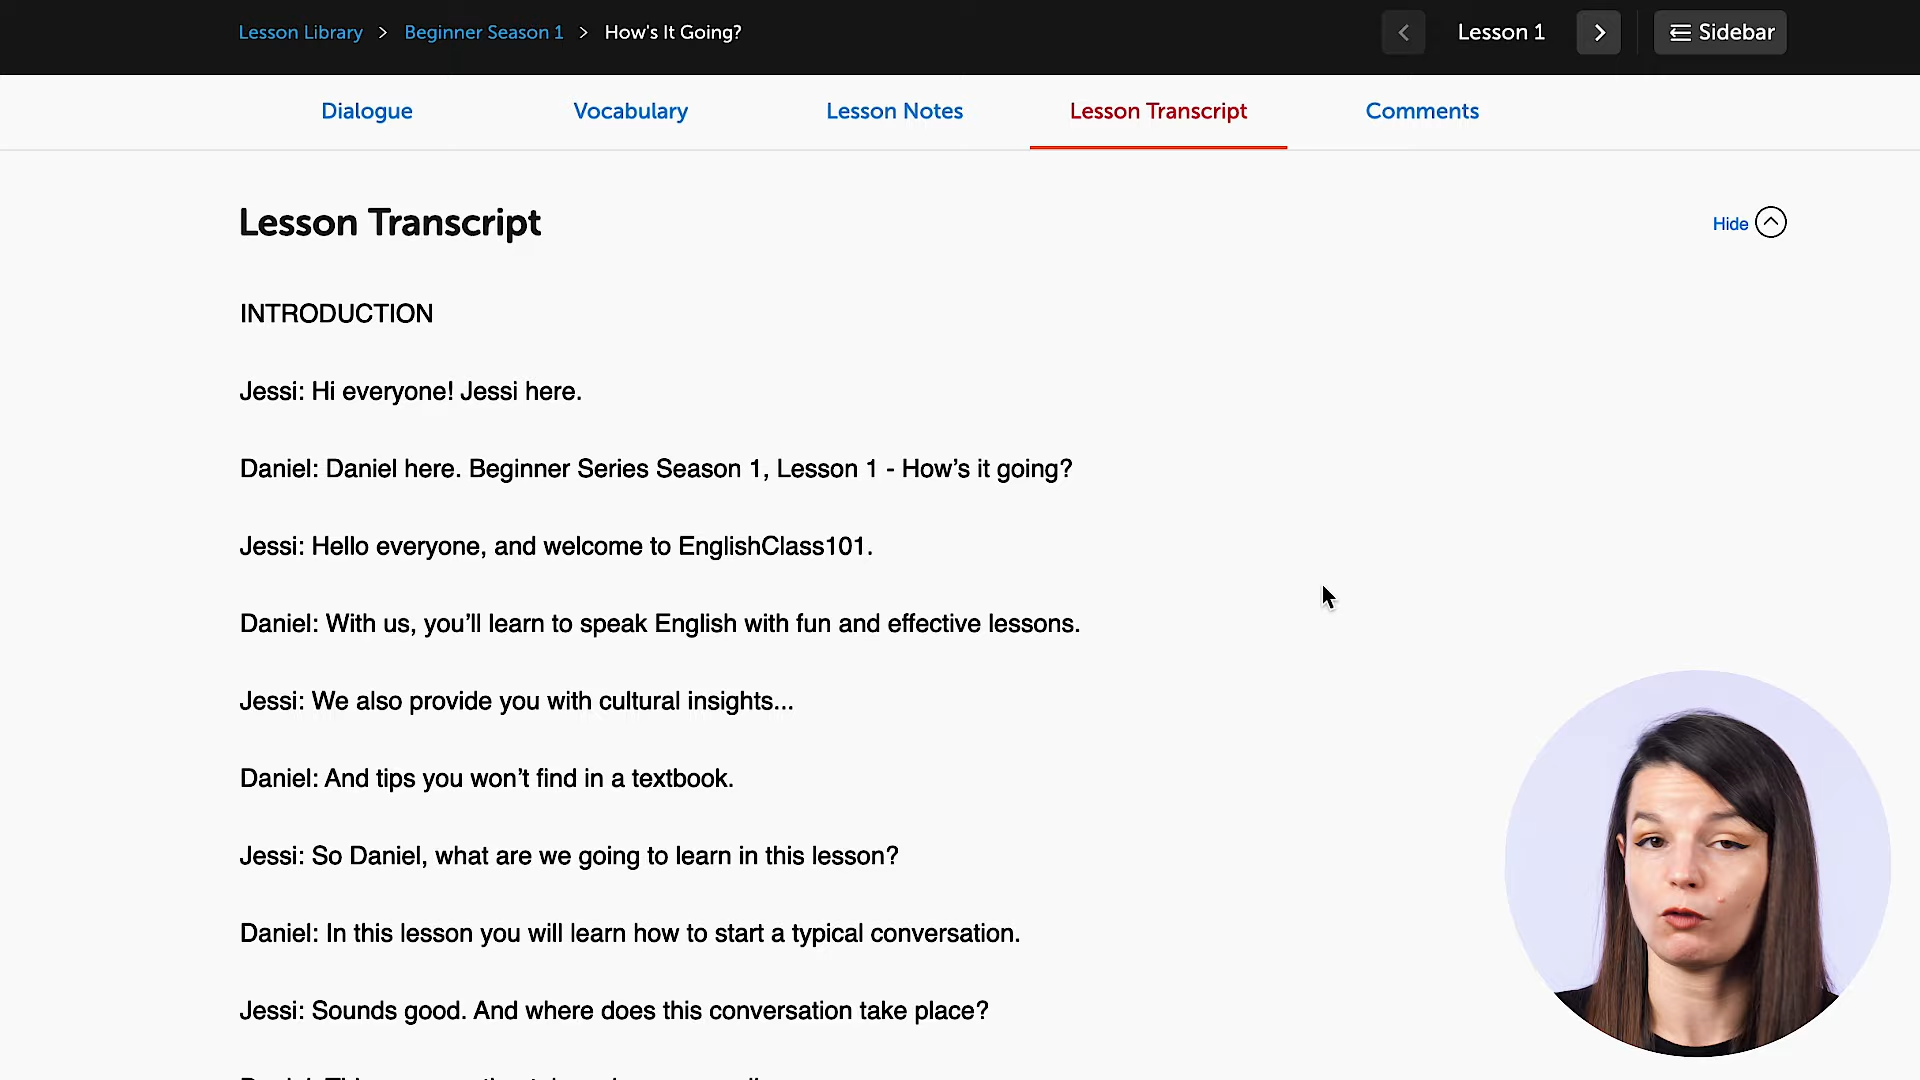 Lesson Library > Beginner Season 1 > How's It Going?
< Lesson 1 > Sidebar
Dialogue Vocabulary Lesson Notes Lesson Transcript Comments
Lesson Transcript
Hide
INTRODUCTION
Jessi: Hi everyone! Jessi here.
Daniel: Daniel here. Beginner Series Season 1, Lesson 1 - How’s it going?
Jessi: Hello everyone, and welcome to EnglishClass101.
Daniel: With us, you’ll learn to speak English with fun and effective lessons.
Jessi: We also provide you with cultural insights...
Daniel: And tips you won’t find in a textbook.
Jessi: So Daniel, what are we going to learn in this lesson?
Daniel: In this lesson you will learn how to start a typical conversation.
Jessi: Sounds good. And where does this conversation take place?